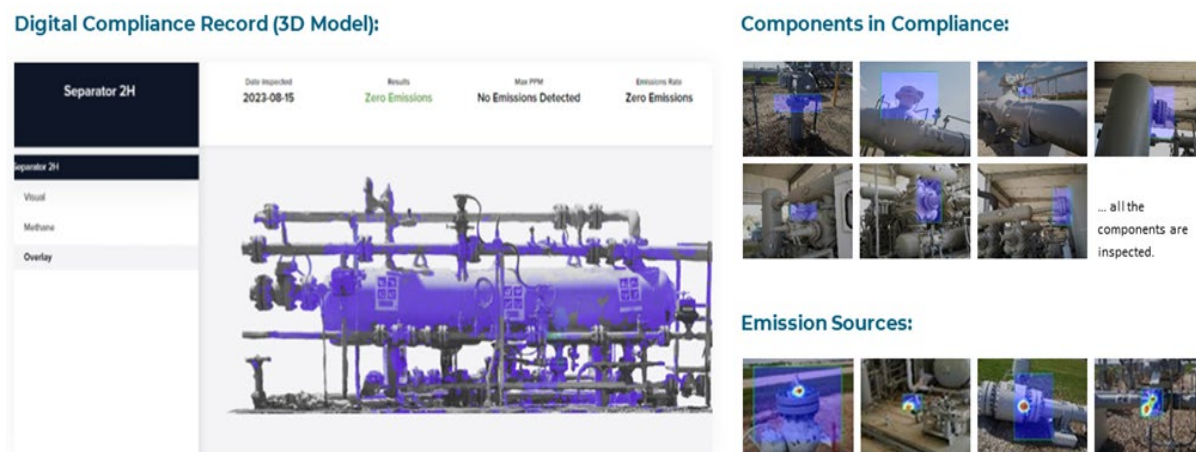 Digital Compliance Record (3D Model):
Components in Compliance:
Separator 2H
Date Inspected
2023-08-15
Results
Zero Emissions
Max PPM
No Emissions Detected
Emissions Rate
Zero Emissions
Separator 2H
Visual
Methane
Overlay
... all the
components are
inspected.
Emission Sources: